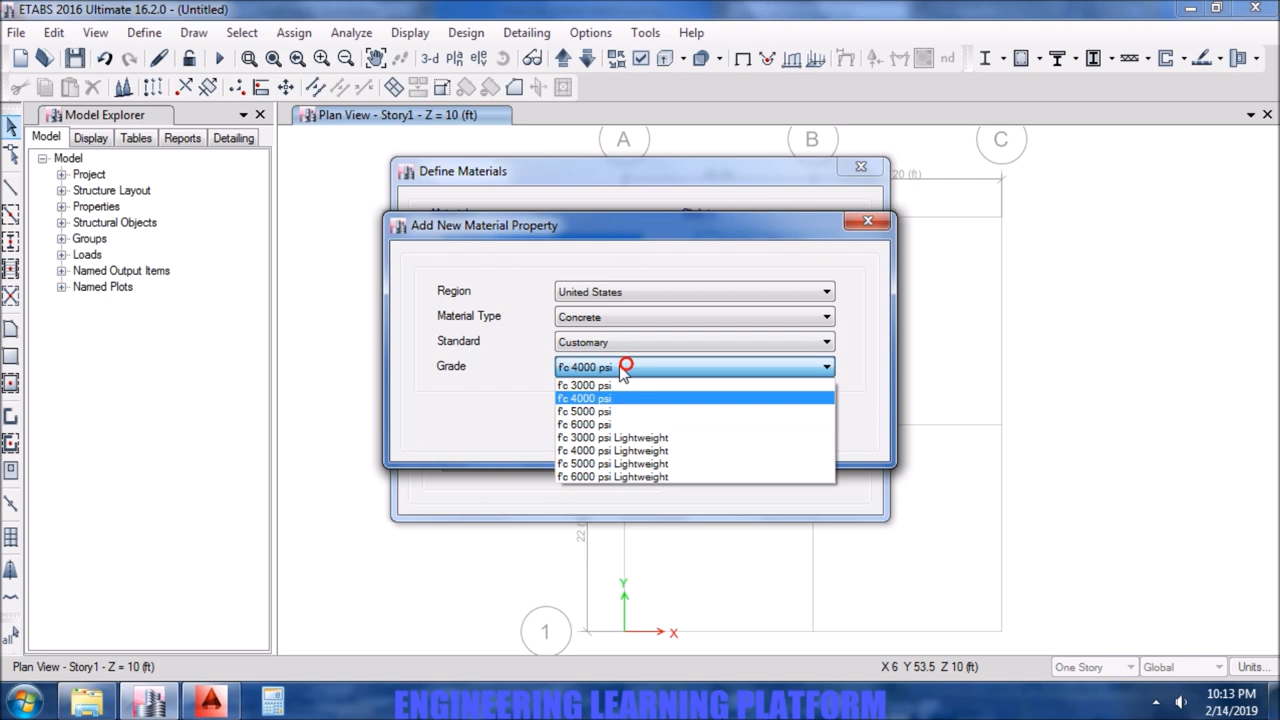 ETABS 2016 Ultimate 16.2.0 - (Untitled)
File Edit View Define Draw Select Assign Analyze Display Design Detailing Options Tools Help
3-d nd
Model Explorer
Plan View - Story1 - Z = 10 (ft)
Model Display Tables Reports Detailing
Model
Project
Structure Layout
Properties
Structural Objects
Groups
Loads
Named Output Items
Named Plots
A B C
20 (ft)
Define Materials
Add New Material Property
Region United States
Material Type Concrete
Standard Customary
Grade f'c 4000 psi
f'c 3000 psi
f'c 4000 psi
f'c 5000 psi
f'c 6000 psi
f'c 3000 psi Lightweight
f'c 4000 psi Lightweight
f'c 5000 psi Lightweight
f'c 6000 psi Lightweight
Y
1 X
all
Plan View - Story1 - Z = 10 (ft) X 6 Y 53.5 Z 10 (ft) One Story Global Units...
ENGINEERING LEARNING PLATFORM
10:13 PM
2/14/2019